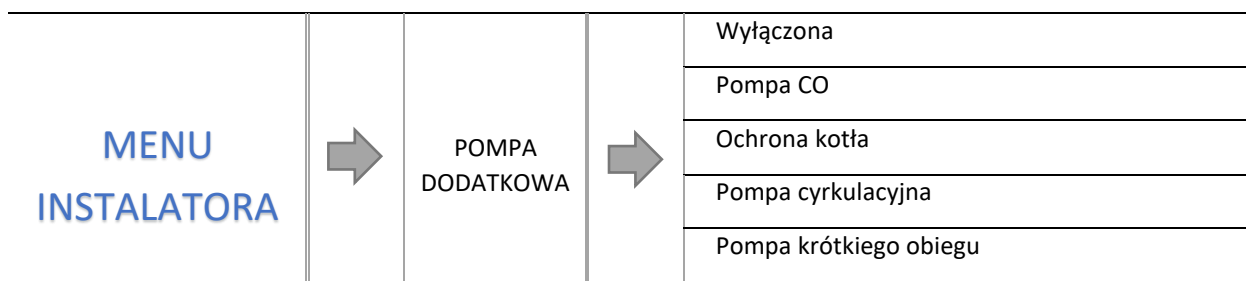 MENU
INSTALATORA
POMPA
DODATKOWA
Wyłączona
Pompa CO
Ochrona kotła
Pompa cyrkulacyjna
Pompa krótkiego obiegu